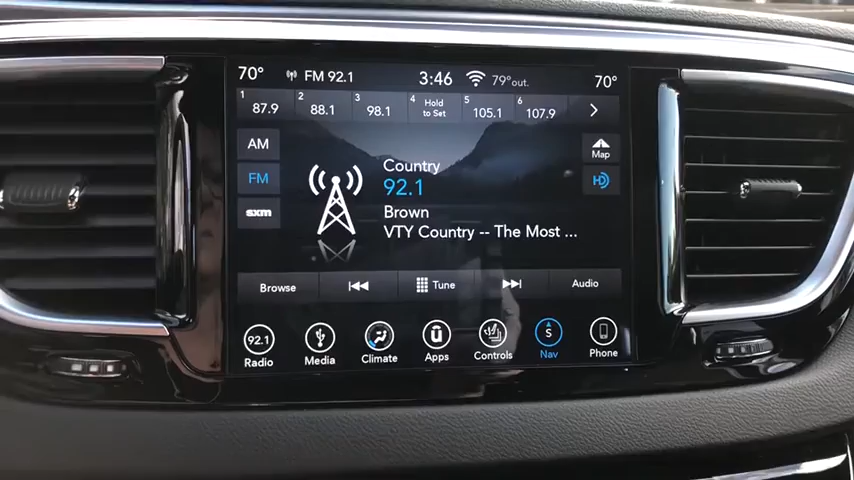 70° FM 92.1 3:46 79°out. 70°
1 87.9 2 88.1 3 98.1 4 Hold to Set 5 105.1 6 107.9
AM
FM
sxm
Country
92.1
Brown
VTY Country -- The Most ...
Map
HD
Browse Tune Audio
92.1 S
Radio Media Climate Apps Controls Nav Phone